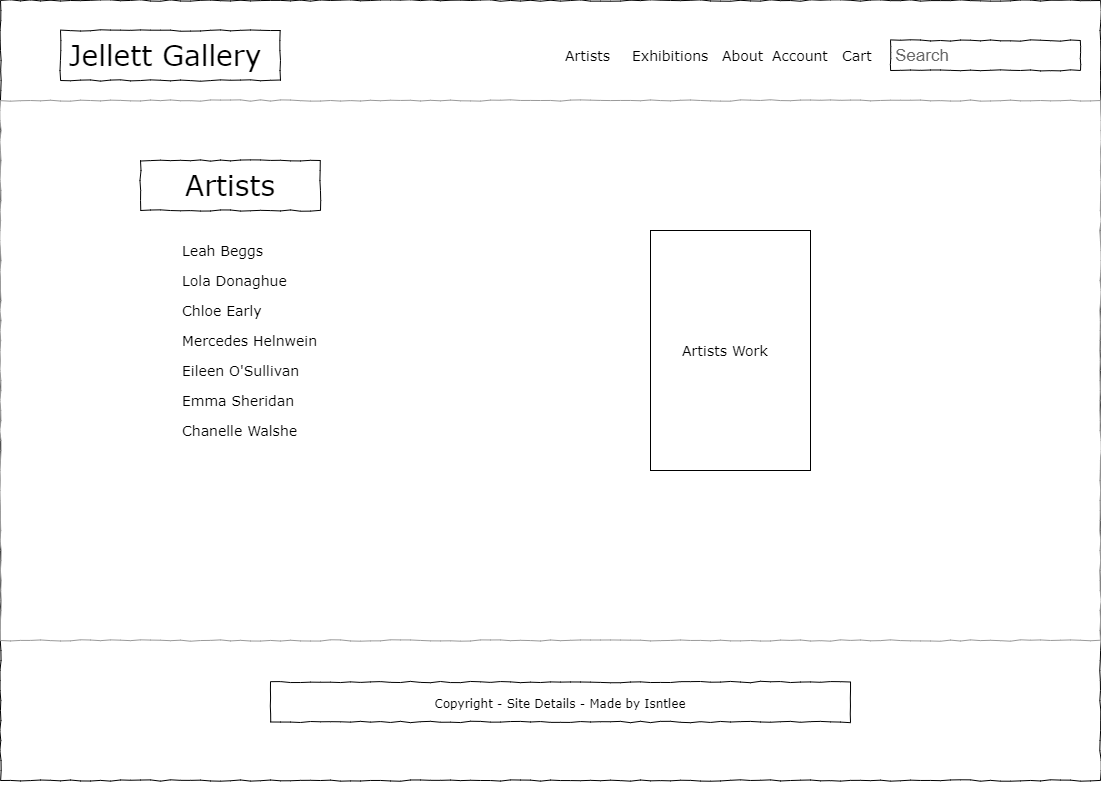 Jellett Gallery
Artists Exhibitions About Account Cart Search
Artists
Leah Beggs
Lola Donaghue
Chloe Early
Mercedes Helnwein
Eileen O'Sullivan
Emma Sheridan
Chanelle Walshe
Artists Work
Copyright - Site Details - Made by Isntlee